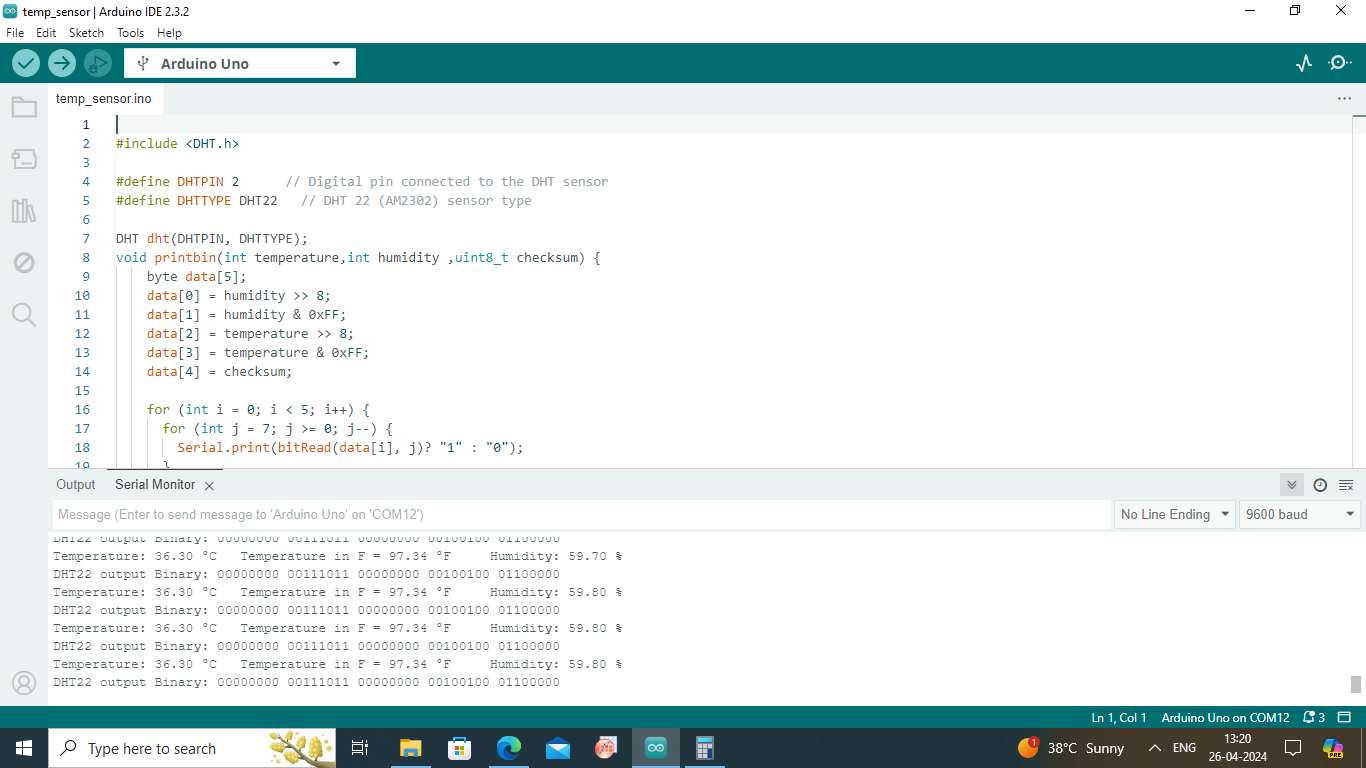 temp_sensor | Arduino IDE 2.3.2
File Edit Sketch Tools Help
Arduino Uno
temp_sensor.ino
1
2 #include <DHT.h>
3
4 #define DHTPIN 2      // Digital pin connected to the DHT sensor
5 #define DHTTYPE DHT22   // DHT 22 (AM2302) sensor type
6
7 DHT dht(DHTPIN, DHTTYPE);
8 void printbin(int temperature,int humidity ,uint8_t checksum) {
9     byte data[5];
10     data[0] = humidity >> 8;
11     data[1] = humidity & 0xFF;
12     data[2] = temperature >> 8;
13     data[3] = temperature & 0xFF;
14     data[4] = checksum;
15
16     for (int i = 0; i < 5; i++) {
17       for (int j = 7; j >= 0; j--) {
18         Serial.print(bitRead(data[i], j)? "1" : "0");
19       }
Output Serial Monitor
Message (Enter to send message to 'Arduino Uno' on 'COM12')
No Line Ending 9600 baud
DHT22 output Binary: 00000000 00111011 00000000 00100100 01100000
Temperature: 36.30 °C   Temperature in F = 97.34 °F     Humidity: 59.70 %
DHT22 output Binary: 00000000 00111011 00000000 00100100 01100000
Temperature: 36.30 °C   Temperature in F = 97.34 °F     Humidity: 59.80 %
DHT22 output Binary: 00000000 00111011 00000000 00100100 01100000
Temperature: 36.30 °C   Temperature in F = 97.34 °F     Humidity: 59.80 %
DHT22 output Binary: 00000000 00111011 00000000 00100100 01100000
Temperature: 36.30 °C   Temperature in F = 97.34 °F     Humidity: 59.80 %
DHT22 output Binary: 00000000 00111011 00000000 00100100 01100000
Ln 1, Col 1 Arduino Uno on COM12 3
Type here to search
1
38°C Sunny
ENG
13:20
26-04-2024
PRE